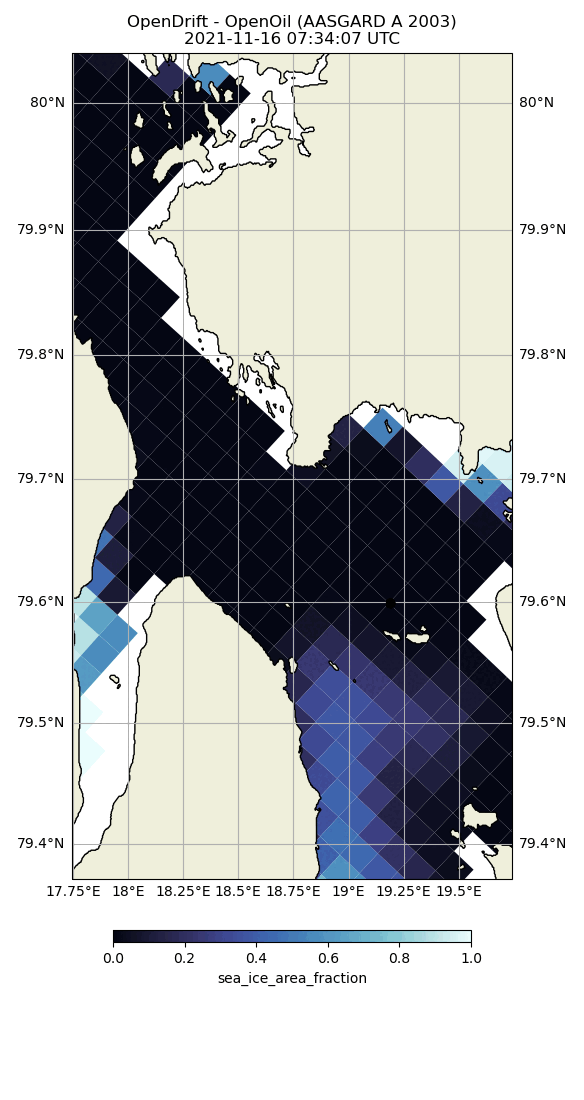 OpenDrift - OpenOil (AASGARD A 2003)
2021-11-16 07:34:07 UTC
80°N 80°N
79.9°N 79.9°N
79.8°N 79.8°N
79.7°N 79.7°N
79.6°N 79.6°N
79.5°N 79.5°N
79.4°N 79.4°N
17.75°E 18°E 18.25°E 18.5°E 18.75°E 19°E 19.25°E 19.5°E
0.0 0.2 0.4 0.6 0.8 1.0
sea_ice_area_fraction